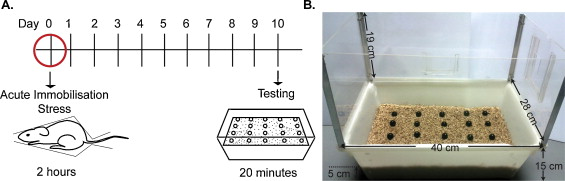 A.
Day 0 1 2 3 4 5 6 7 8 9 10
Acute Immobilisation
Stress
2 hours
Testing
20 minutes
B.
19 cm
28 cm
40 cm
15 cm
5 cm